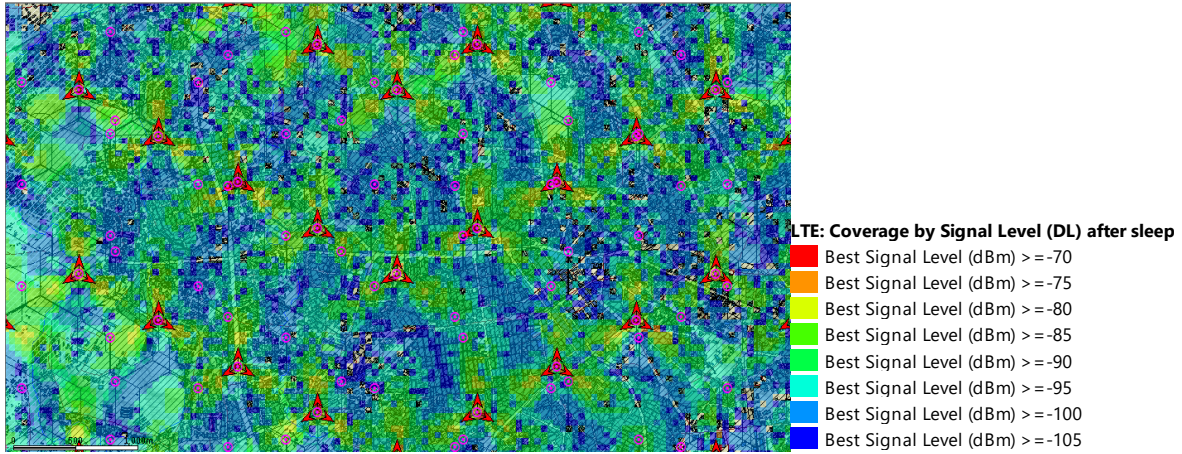 LTE: Coverage by Signal Level (DL) after sleep
Best Signal Level (dBm) >=-70
Best Signal Level (dBm) >=-75
Best Signal Level (dBm) >=-80
Best Signal Level (dBm) >=-85
Best Signal Level (dBm) >=-90
Best Signal Level (dBm) >=-95
Best Signal Level (dBm) >=-100
Best Signal Level (dBm) >=-105
0 500 1 000m